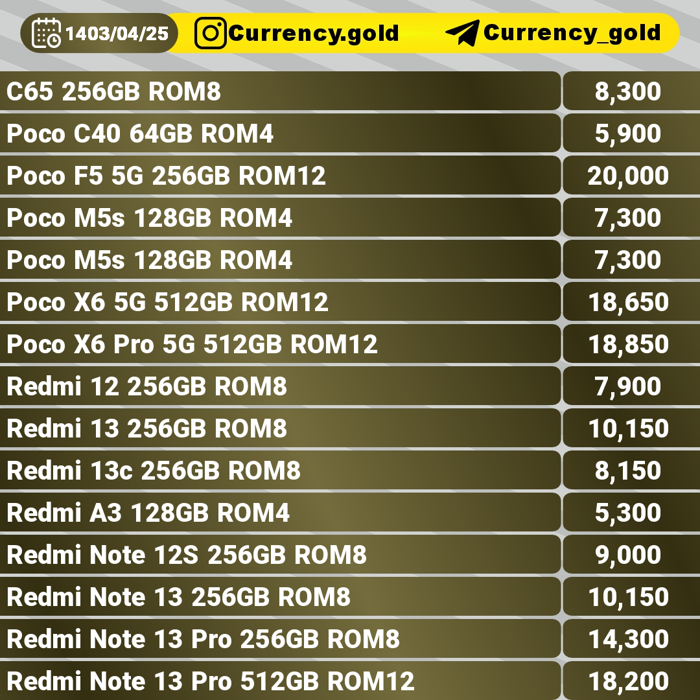 1403/04/25 Currency.gold Currency_gold
C65 256GB ROM8 8,300
Poco C40 64GB ROM4 5,900
Poco F5 5G 256GB ROM12 20,000
Poco M5s 128GB ROM4 7,300
Poco M5s 128GB ROM4 7,300
Poco X6 5G 512GB ROM12 18,650
Poco X6 Pro 5G 512GB ROM12 18,850
Redmi 12 256GB ROM8 7,900
Redmi 13 256GB ROM8 10,150
Redmi 13c 256GB ROM8 8,150
Redmi A3 128GB ROM4 5,300
Redmi Note 12S 256GB ROM8 9,000
Redmi Note 13 256GB ROM8 10,150
Redmi Note 13 Pro 256GB ROM8 14,300
Redmi Note 13 Pro 512GB ROM12 18,200